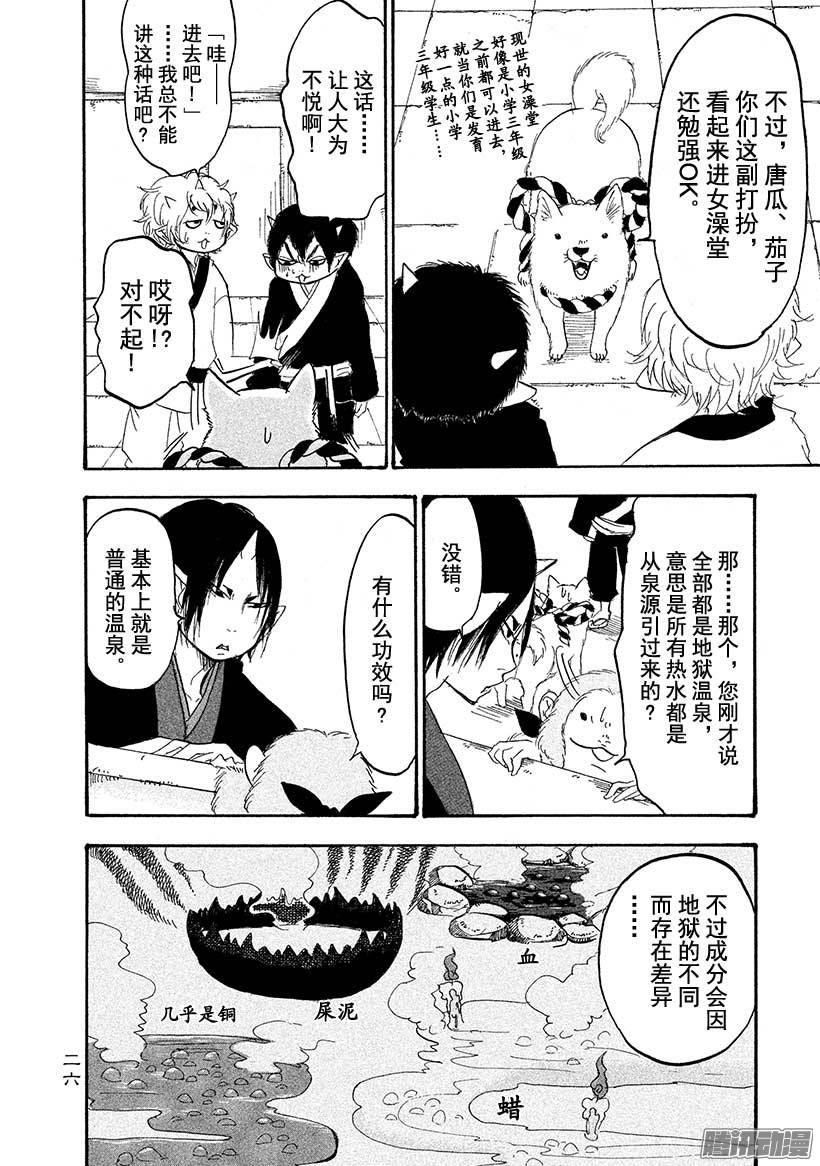 不过，唐瓜、茄子
你们这副打扮，
看起来进女澡堂
还勉强OK。
现世的女澡堂
好像是小学三年级
之前都可以进去，
就当你们是发育
好一点的小学
三年级学生……
这话……
让人大为
不悦啊！
「哇——
进去吧！」
……我总不能
讲这种话吧？
哎呀!?
对不起！
那……那个，您刚才说
全部都是地狱温泉，
意思是所有热水都是
从泉源引过来的？
没错。
有什么功效吗？
基本上就是
普通的温泉。
不过成分会因
地狱的不同
而存在差异
……
血
屎泥
几乎是铜
蜡
二六
腾讯动漫